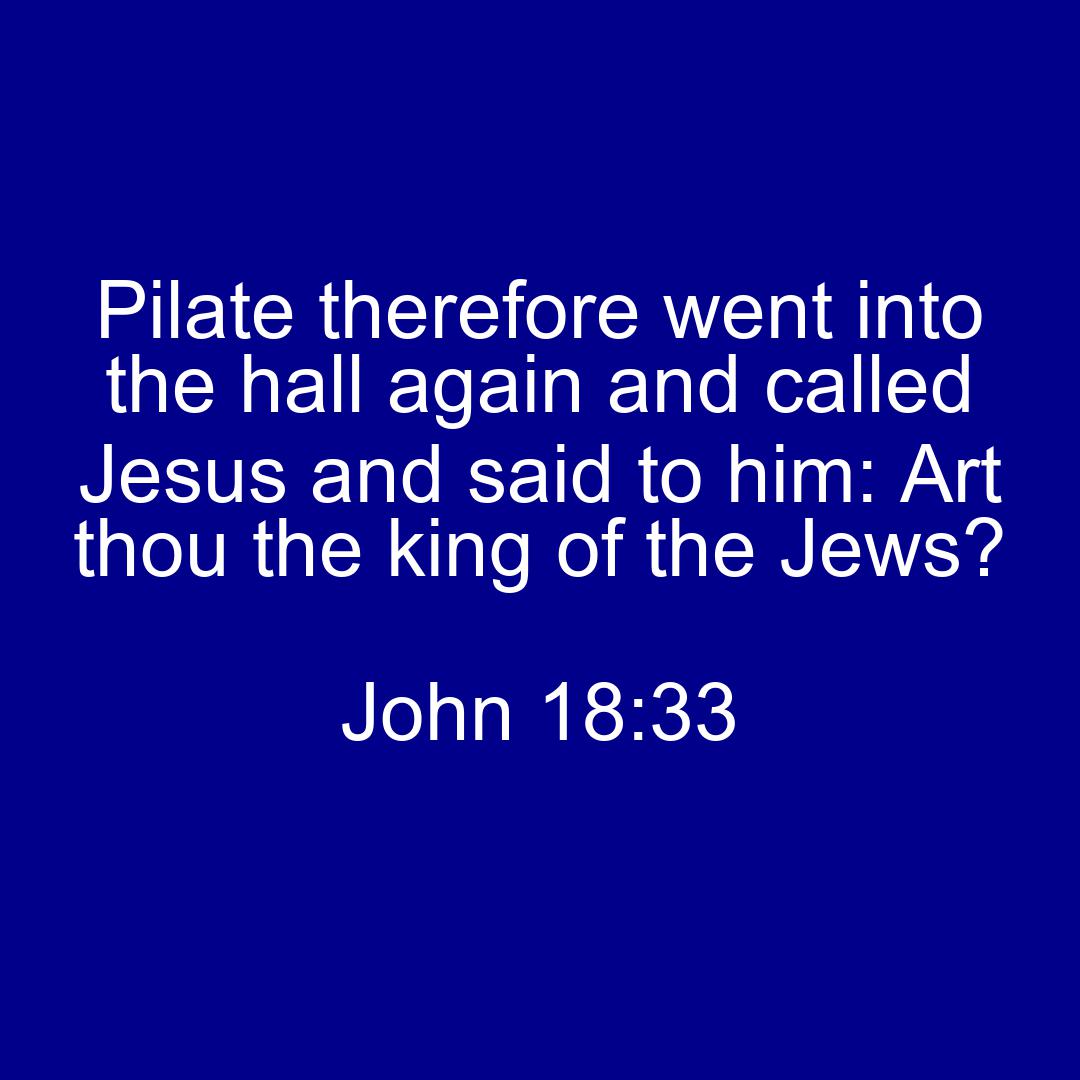 Pilate therefore went into
the hall again and called
Jesus and said to him: Art
thou the king of the Jews?
John 18:33